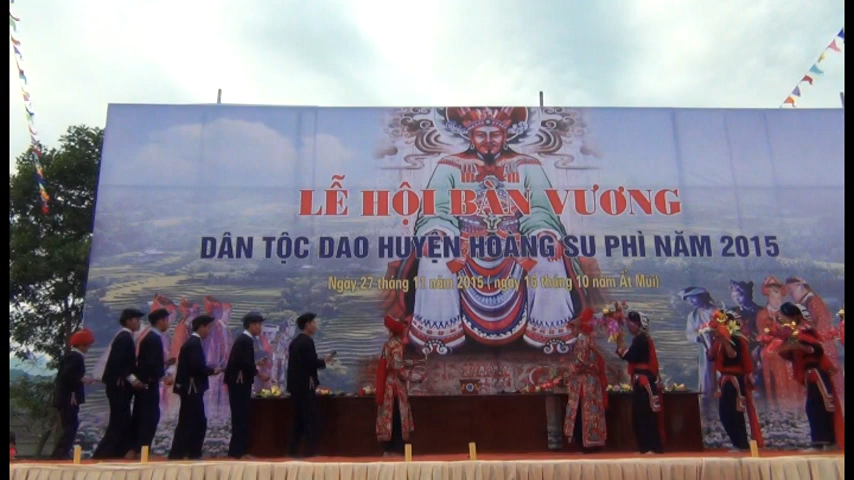 LỄ HỘI BÀN VƯƠNG
DÂN TỘC DAO HUYỆN HOÀNG SU PHÌ NĂM 2015
Ngày 27 tháng 11 năm 2015 ( ngày 16 tháng 10 năm Ất Mùi)